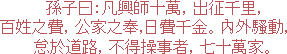 孫子曰:凡興師十萬，出征千里，
百姓之費，公家之奉,日費千金。內外騷動，
怠於道路，不得操事者，七十萬家。